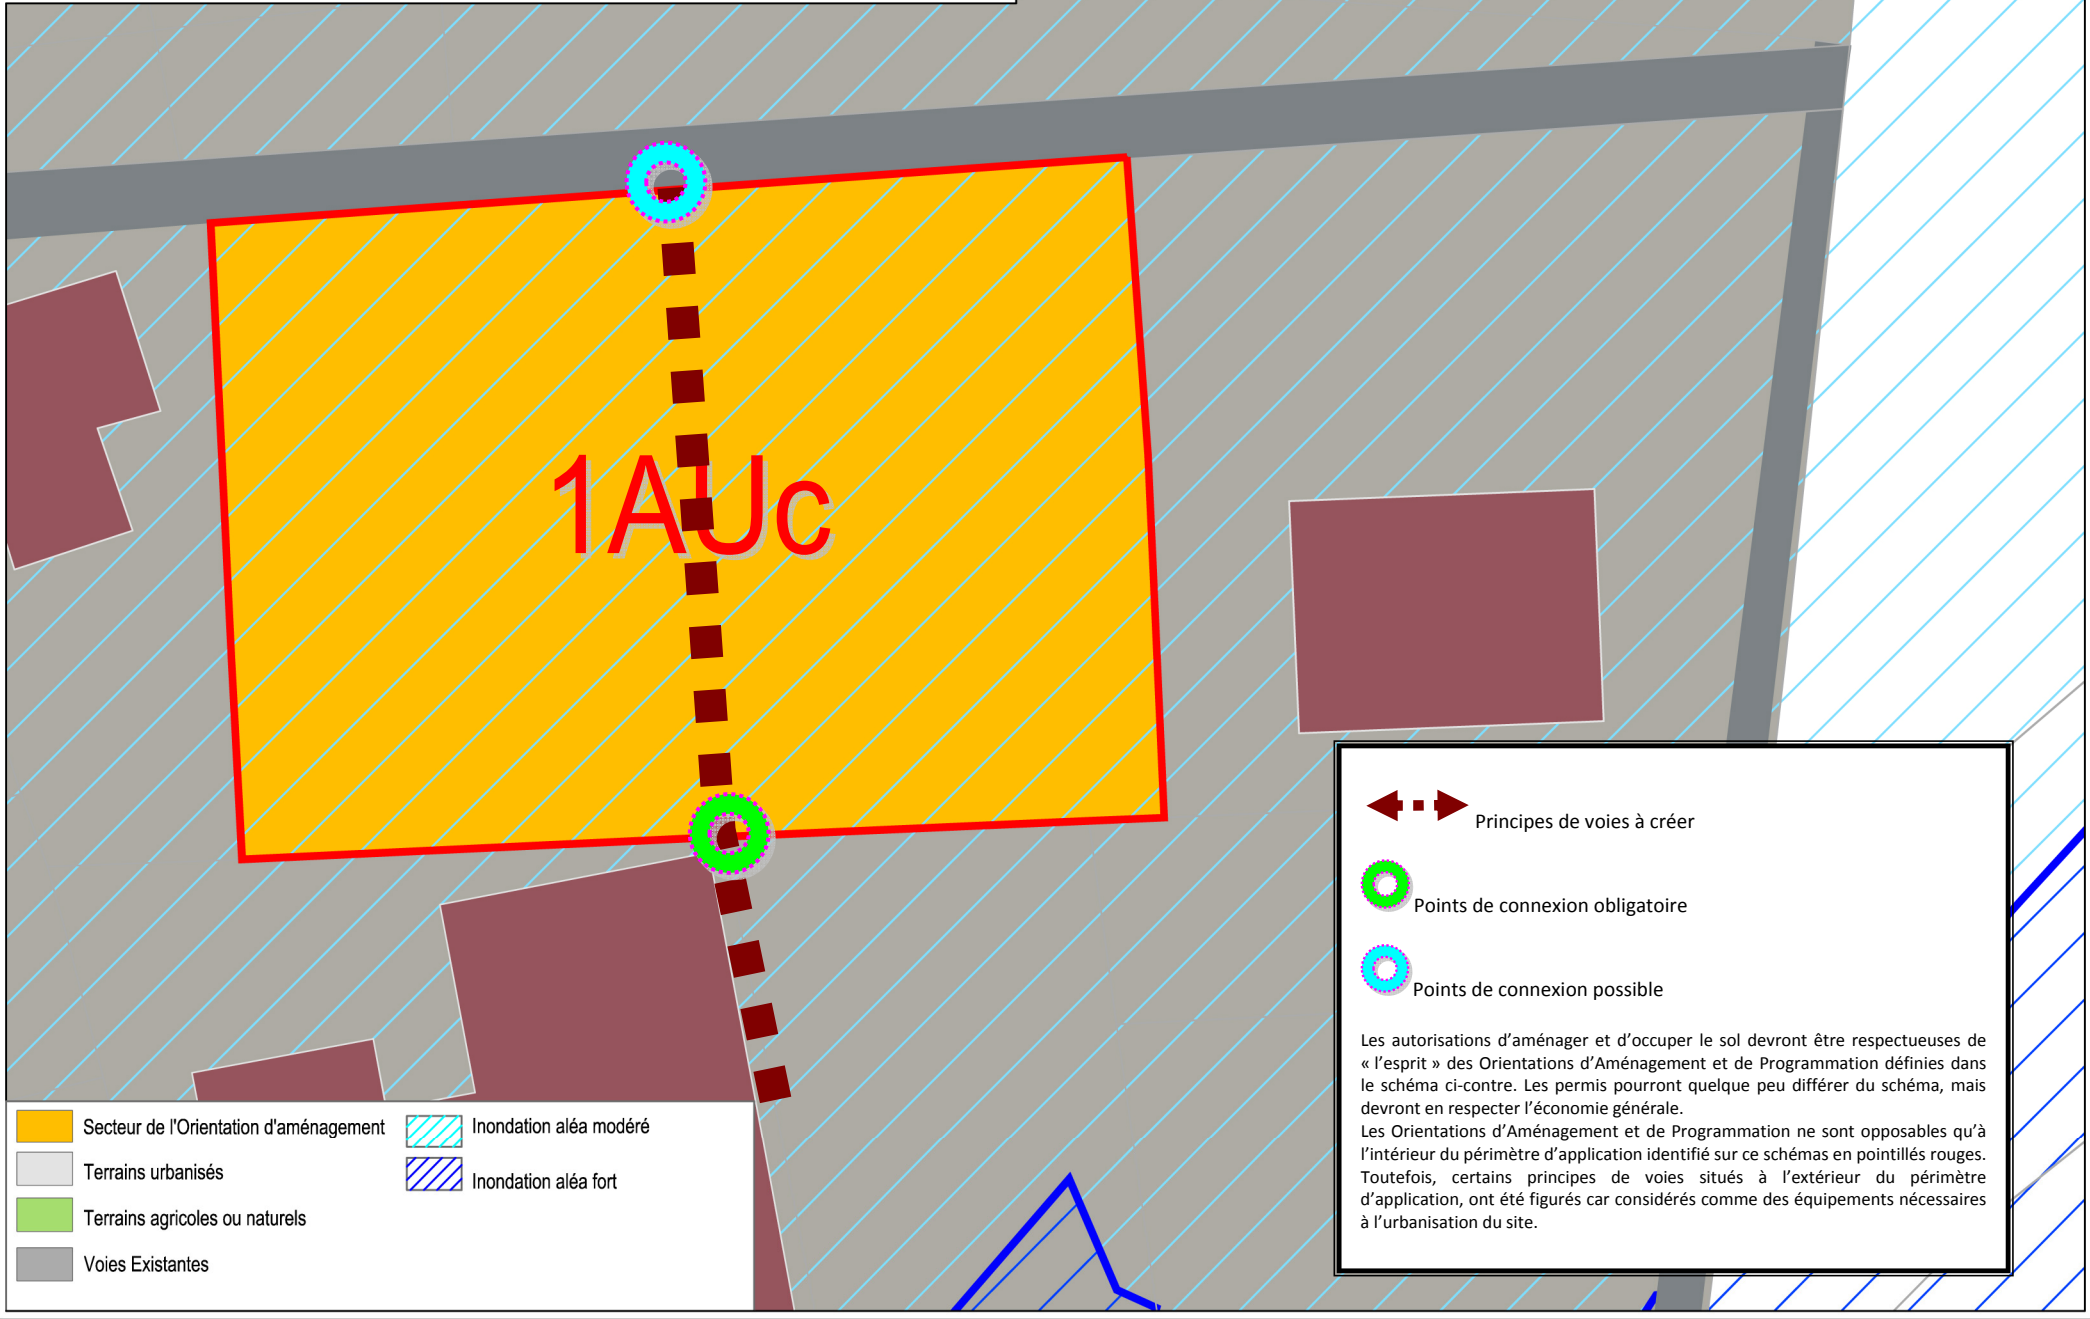 1AUc
Principes de voies à créer
Points de connexion obligatoire
Points de connexion possible
Les autorisations d’aménager et d’occuper le sol devront être respectueuses de
« l’esprit » des Orientations d’Aménagement et de Programmation définies dans
le schéma ci-contre. Les permis pourront quelque peu différer du schéma, mais
devront en respecter l’économie générale.
Les Orientations d’Aménagement et de Programmation ne sont opposables qu’à
l’intérieur du périmètre d’application identifié sur ce schémas en pointillés rouges.
Toutefois, certains principes de voies situés à l’extérieur du périmètre
d’application, ont été figurés car considérés comme des équipements nécessaires
à l’urbanisation du site.
Secteur de l'Orientation d'aménagement
Terrains urbanisés
Terrains agricoles ou naturels
Voies Existantes
Inondation aléa modéré
Inondation aléa fort